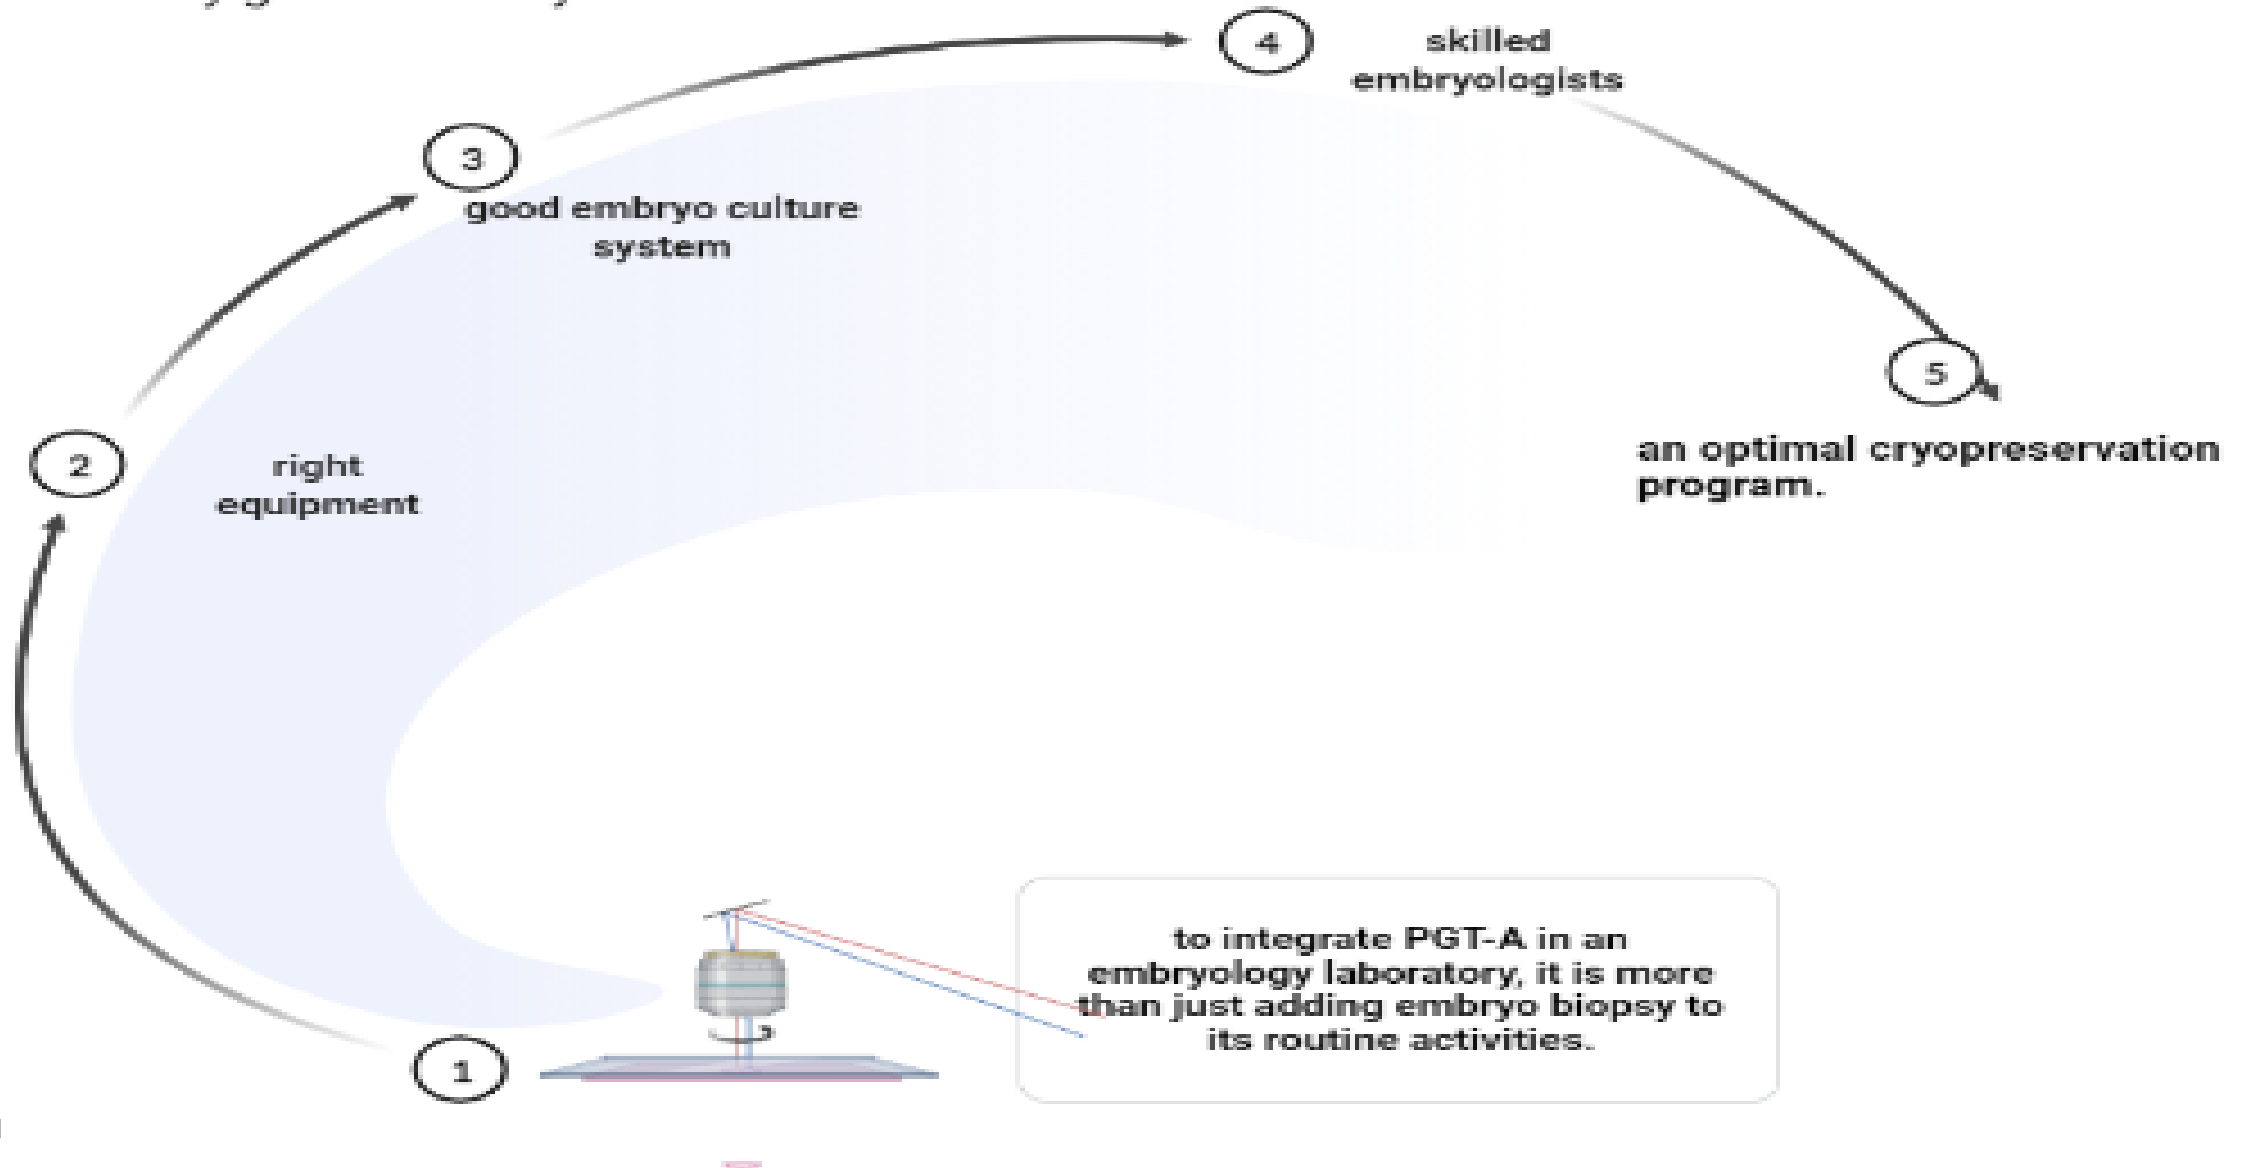 4
skilled
embryologists
3
good embryo culture
system
5
an optimal cryopreservation
program.
2
right
equipment
to integrate PGT-A in an
embryology laboratory, it is more
than just adding embryo biopsy to
its routine activities.
1